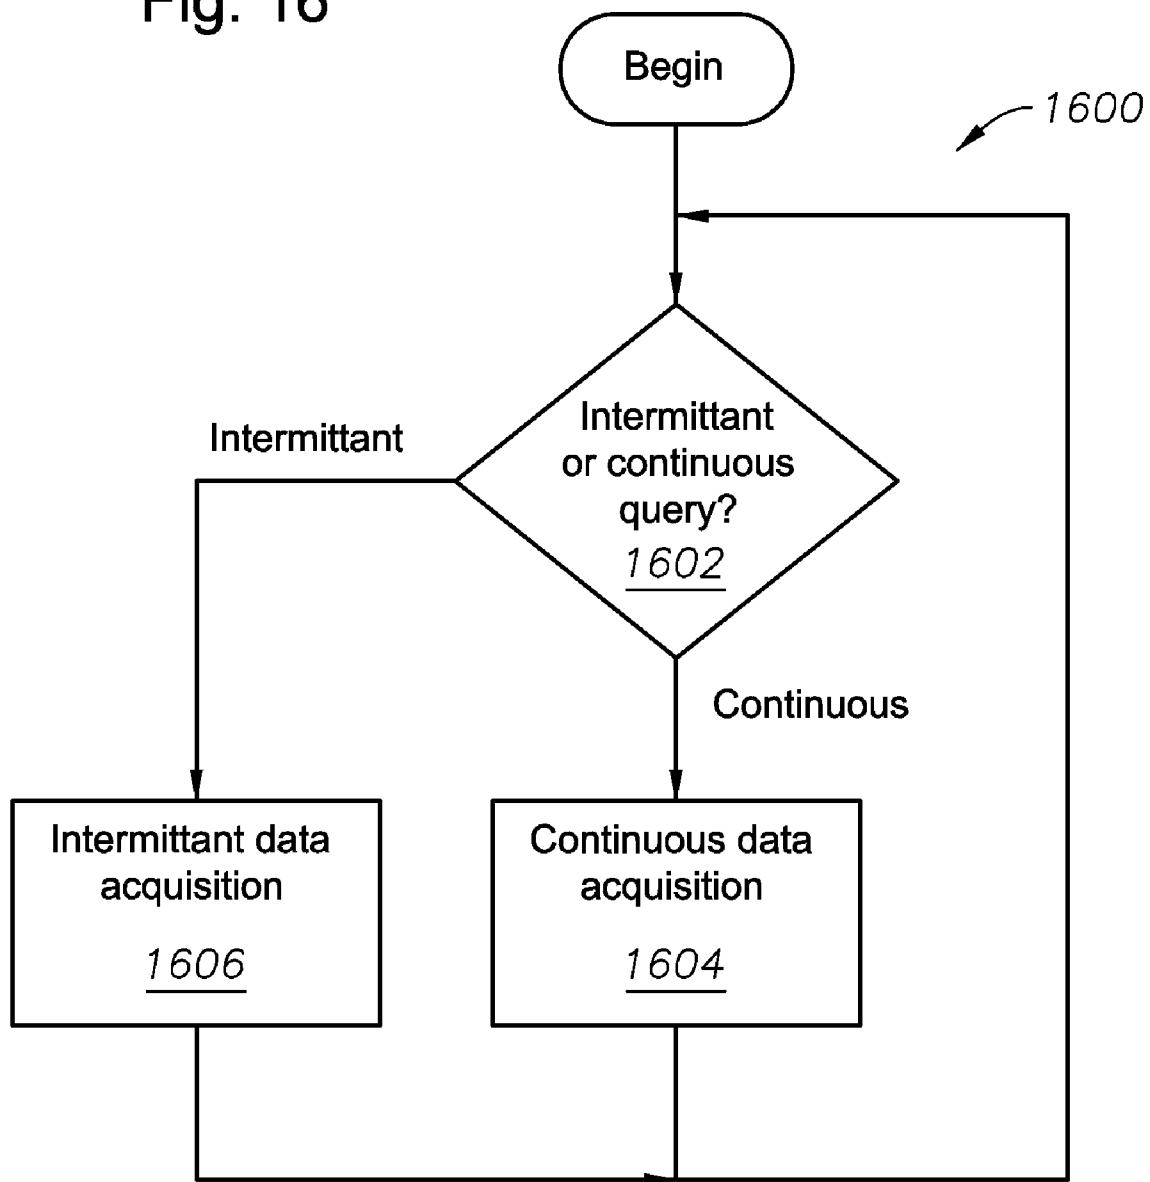 Fig. 16
Begin
1600
Intermittant
or continuous
query?
1602
Intermittant
Continuous
Intermittant data
acquisition
1606
Continuous data
acquisition
1604